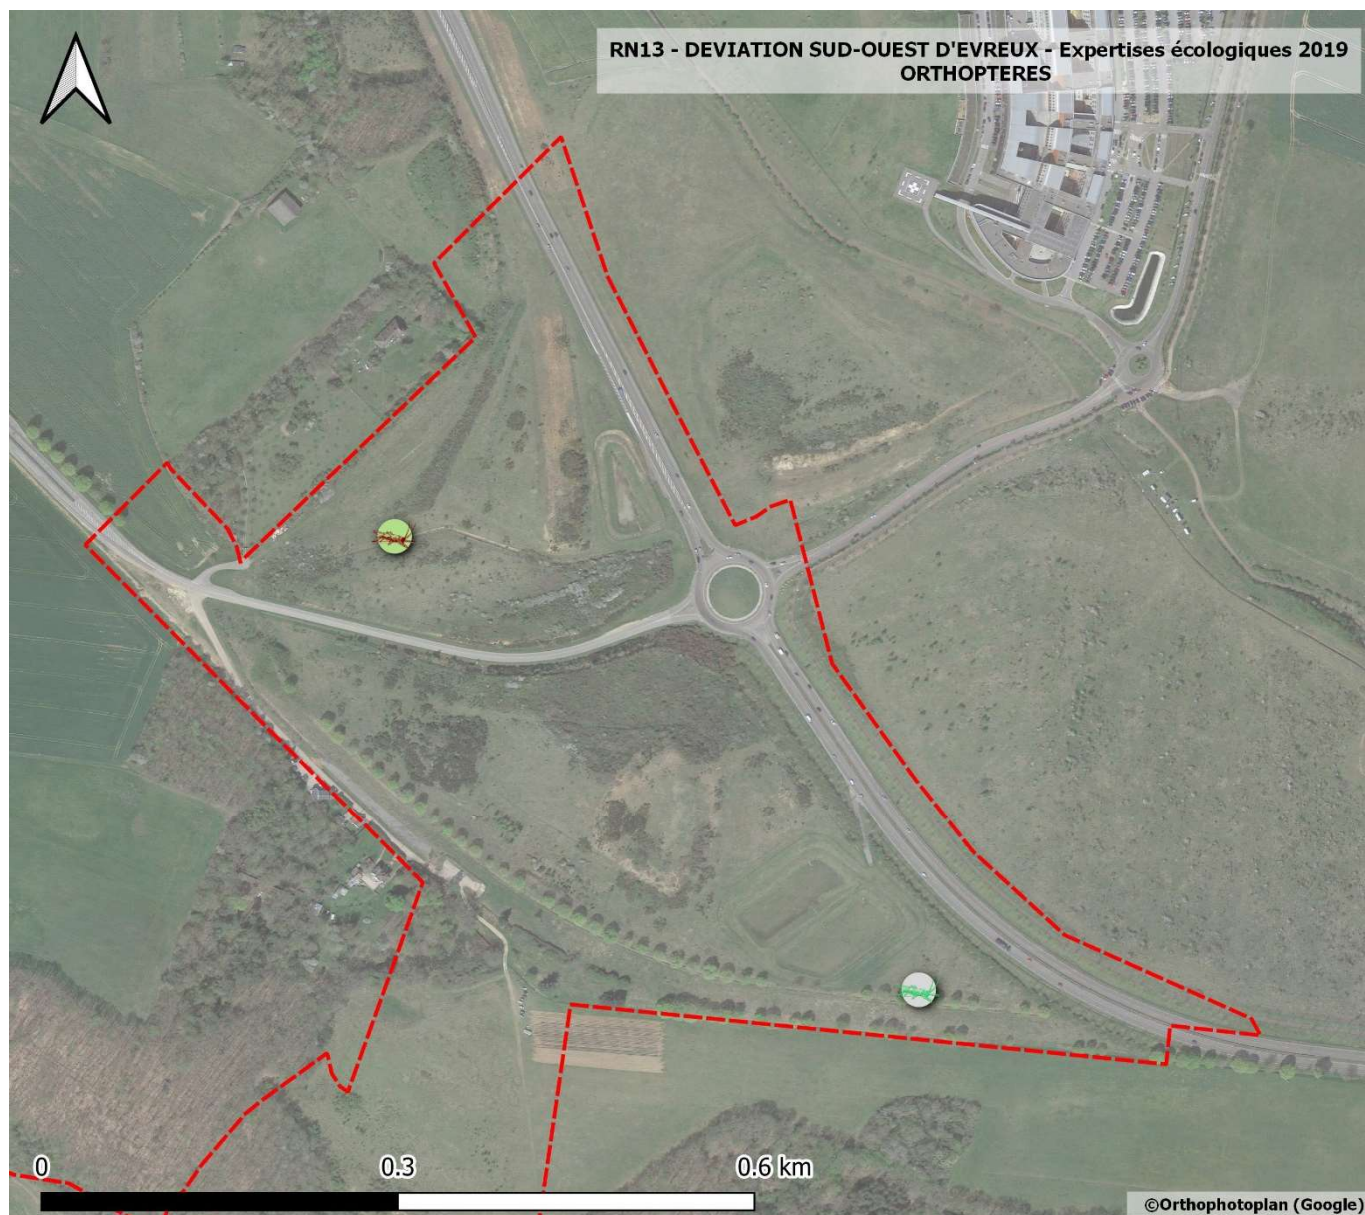 RN13 - DEVIATION SUD-OUEST D'EVREUX - Expertises écologiques 2019
ORTHOPTERES
0 0.3 0.6 km
©Orthophotoplan (Google)